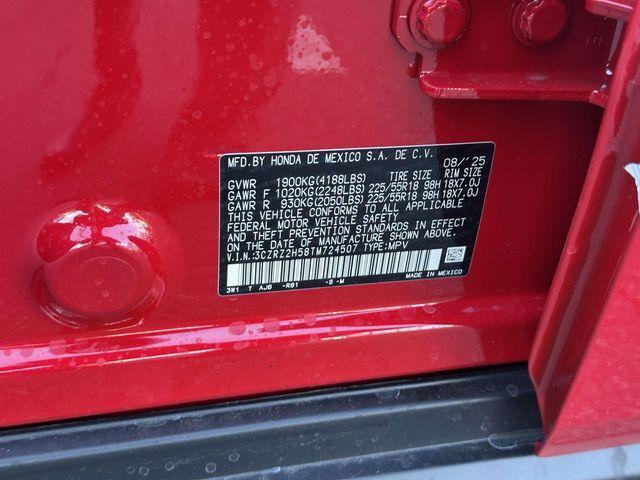 MFD.BY HONDA DE MEXICO S.A. DE C.V. 08/'25
TIRE SIZE RIM SIZE
GVWR 1900KG(4188LBS)
GAWR F 1020KG(2248LBS) 225/55R18 98H 18X7.0J
GAWR R 930KG(2050LBS) 225/55R18 98H 18X7.0J
THIS VEHICLE CONFORMS TO ALL APPLICABLE
FEDERAL MOTOR VEHICLE SAFETY
AND THEFT PREVENTION STANDARDS IN EFFECT
ON THE DATE OF MANUFACTURE SHOWN ABOVE.
V.I.N.:3CZRZ2H58TM724507 TYPE:MPV
3W1 T AJ6 -R81 -S -M MADE IN MEXICO